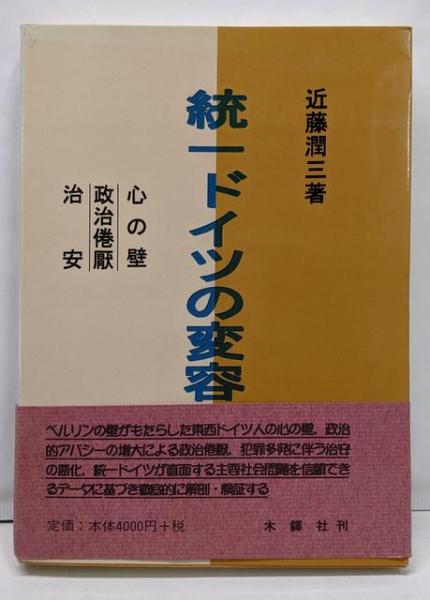 近藤潤三著
統一ドイツの変容
心の壁
政治倦厭
治安
ベルリンの壁がもたらした東西ドイツ人の心の壁，政治
的アパシーの増大による政治倦厭，犯罪多発に伴う治安
の悪化，統一ドイツが直面する主要社会問題を信頼でき
るデータに基づき徹底的に解剖・検証する
定価：本体4000円＋税
木鐸社刊